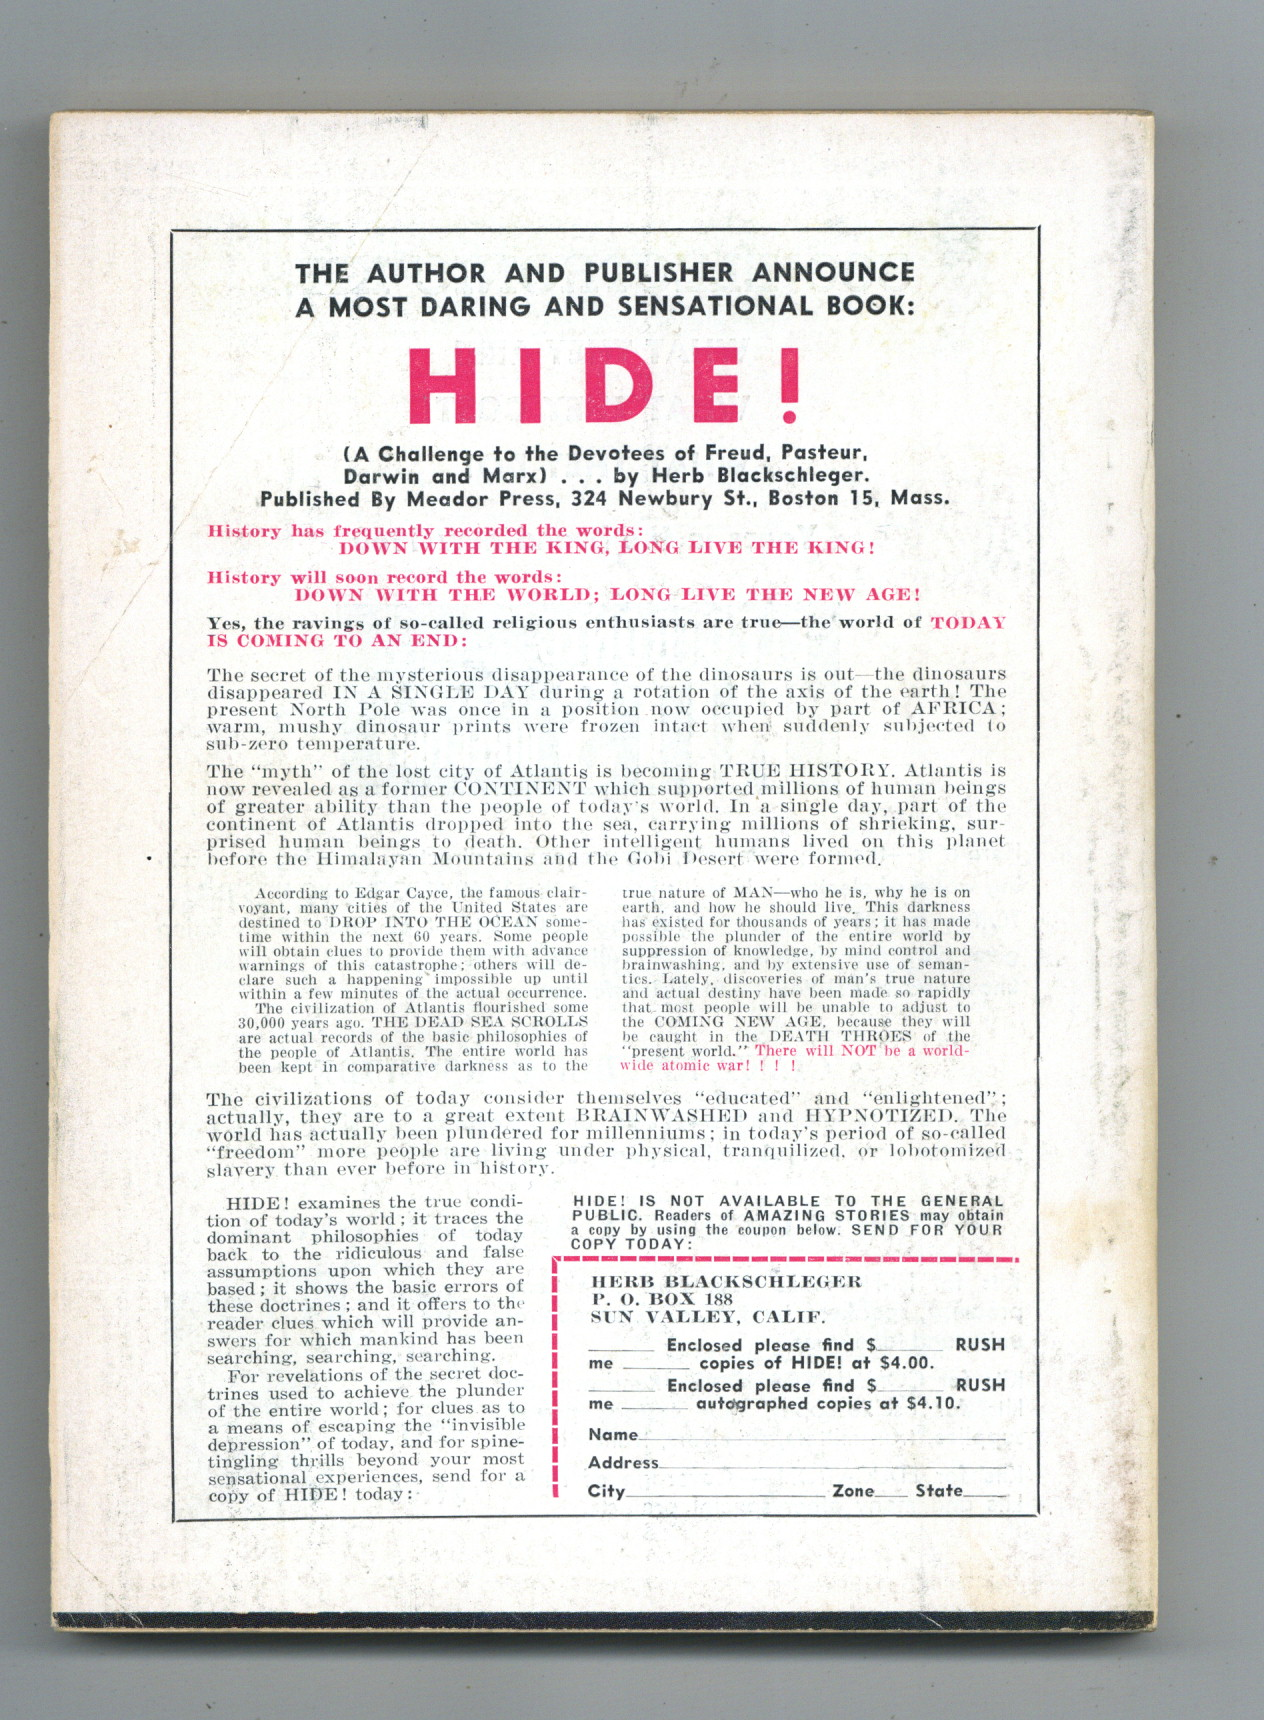 THE AUTHOR AND PUBLISHER ANNOUNCE
A MOST DARING AND SENSATIONAL BOOK:
HIDE!
(A Challenge to the Devotees of Freud, Pasteur,
Darwin and Marx) . . . by Herb Blackschleger.
Published By Meador Press, 324 Newbury St., Boston 15, Mass.
History has frequently recorded the words:
DOWN WITH THE KING, LONG LIVE THE KING!
History will soon record the words:
DOWN WITH THE WORLD; LONG LIVE THE NEW AGE!
Yes, the ravings of so-called religious enthusiasts are true—the world of TODAY
IS COMING TO AN END:
The secret of the mysterious disappearance of the dinosaurs is out—the dinosaurs
disappeared IN A SINGLE DAY during a rotation of the axis of the earth! The
present North Pole was once in a position now occupied by part of AFRICA;
warm, mushy dinosaur prints were frozen intact when suddenly subjected to
sub-zero temperature.
The "myth" of the lost city of Atlantis is becoming TRUE HISTORY. Atlantis is
now revealed as a former CONTINENT which supported millions of human beings
of greater ability than the people of today's world. In a single day, part of the
continent of Atlantis dropped into the sea, carrying millions of shrieking, sur-
prised human beings to death. Other intelligent humans lived on this planet
before the Himalayan Mountains and the Gobi Desert were formed.
According to Edgar Cayce, the famous clair-
voyant, many cities of the United States are
destined to DROP INTO THE OCEAN some-
time within the next 60 years. Some people
will obtain clues to provide them with advance
warnings of this catastrophe; others will de-
clare such a happening impossible up until
within a few minutes of the actual occurrence.
The civilization of Atlantis flourished some
30,000 years ago. THE DEAD SEA SCROLLS
are actual records of the basic philosophies of
the people of Atlantis. The entire world has
been kept in comparative darkness as to the
true nature of MAN—who he is, why he is on
earth, and how he should live. This darkness
has existed for thousands of years; it has made
possible the plunder of the entire world by
suppression of knowledge, by mind control and
brainwashing, and by extensive use of seman-
tics. Lately, discoveries of man's true nature
and actual destiny have been made so rapidly
that most people will be unable to adjust to
the COMING NEW AGE, because they will
be caught in the DEATH THROES of the
"present world." There will NOT be a world-
wide atomic war! ! ! !
The civilizations of today consider themselves "educated" and "enlightened";
actually, they are to a great extent BRAINWASHED and HYPNOTIZED. The
world has actually been plundered for millenniums; in today's period of so-called
"freedom" more people are living under physical, tranquilized, or lobotomized
slavery than ever before in history.
HIDE! examines the true condi-
tion of today's world; it traces the
dominant philosophies of today
back to the ridiculous and false
assumptions upon which they are
based; it shows the basic errors of
these doctrines; and it offers to the
reader clues which will provide an-
swers for which mankind has been
searching, searching, searching.
For revelations of the secret doc-
trines used to achieve the plunder
of the entire world; for clues as to
a means of escaping the "invisible
depression" of today, and for spine-
tingling thrills beyond your most
sensational experiences, send for a
copy of HIDE! today:
HIDE! IS NOT AVAILABLE TO THE GENERAL
PUBLIC. Readers of AMAZING STORIES may obtain
a copy by using the coupon below. SEND FOR YOUR
COPY TODAY:
HERB BLACKSCHLEGER
P. O. BOX 188
SUN VALLEY, CALIF.
______ Enclosed please find $______ RUSH
me ______ copies of HIDE! at $4.00.
______ Enclosed please find $______ RUSH
me ______ autographed copies at $4.10.
Name______
Address______
City______ Zone____ State____